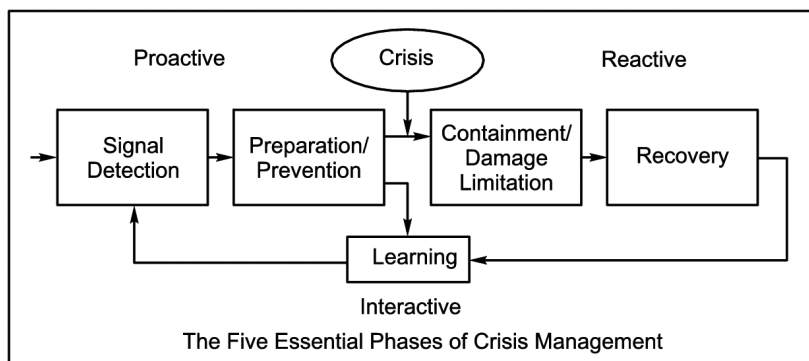 Proactive
Crisis
Reactive
Signal
Detection
Preparation/
Prevention
Containment/
Damage
Limitation
Recovery
Learning
Interactive
The Five Essential Phases of Crisis Management